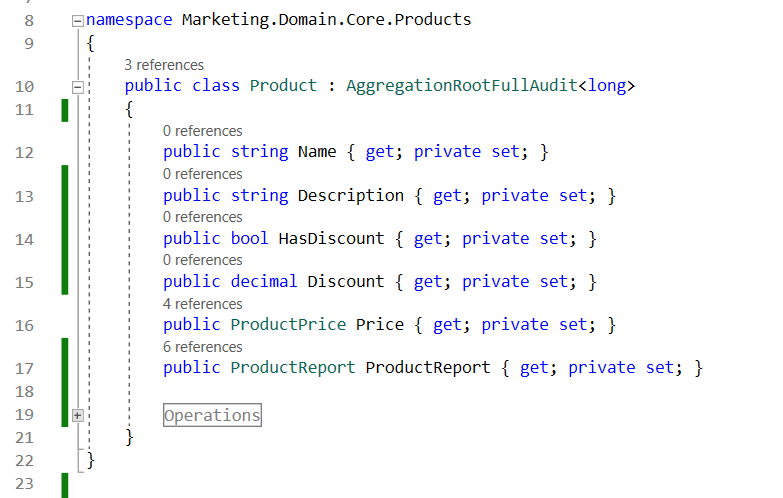 8 namespace Marketing.Domain.Core.Products
9 {
3 references
10 public class Product : AggregationRootFullAudit<long>
11 {
0 references
12 public string Name { get; private set; }
0 references
13 public string Description { get; private set; }
0 references
14 public bool HasDiscount { get; private set; }
0 references
15 public decimal Discount { get; private set; }
4 references
16 public ProductPrice Price { get; private set; }
6 references
17 public ProductReport ProductReport { get; private set; }
18
19 Operations
21 }
22 }
23